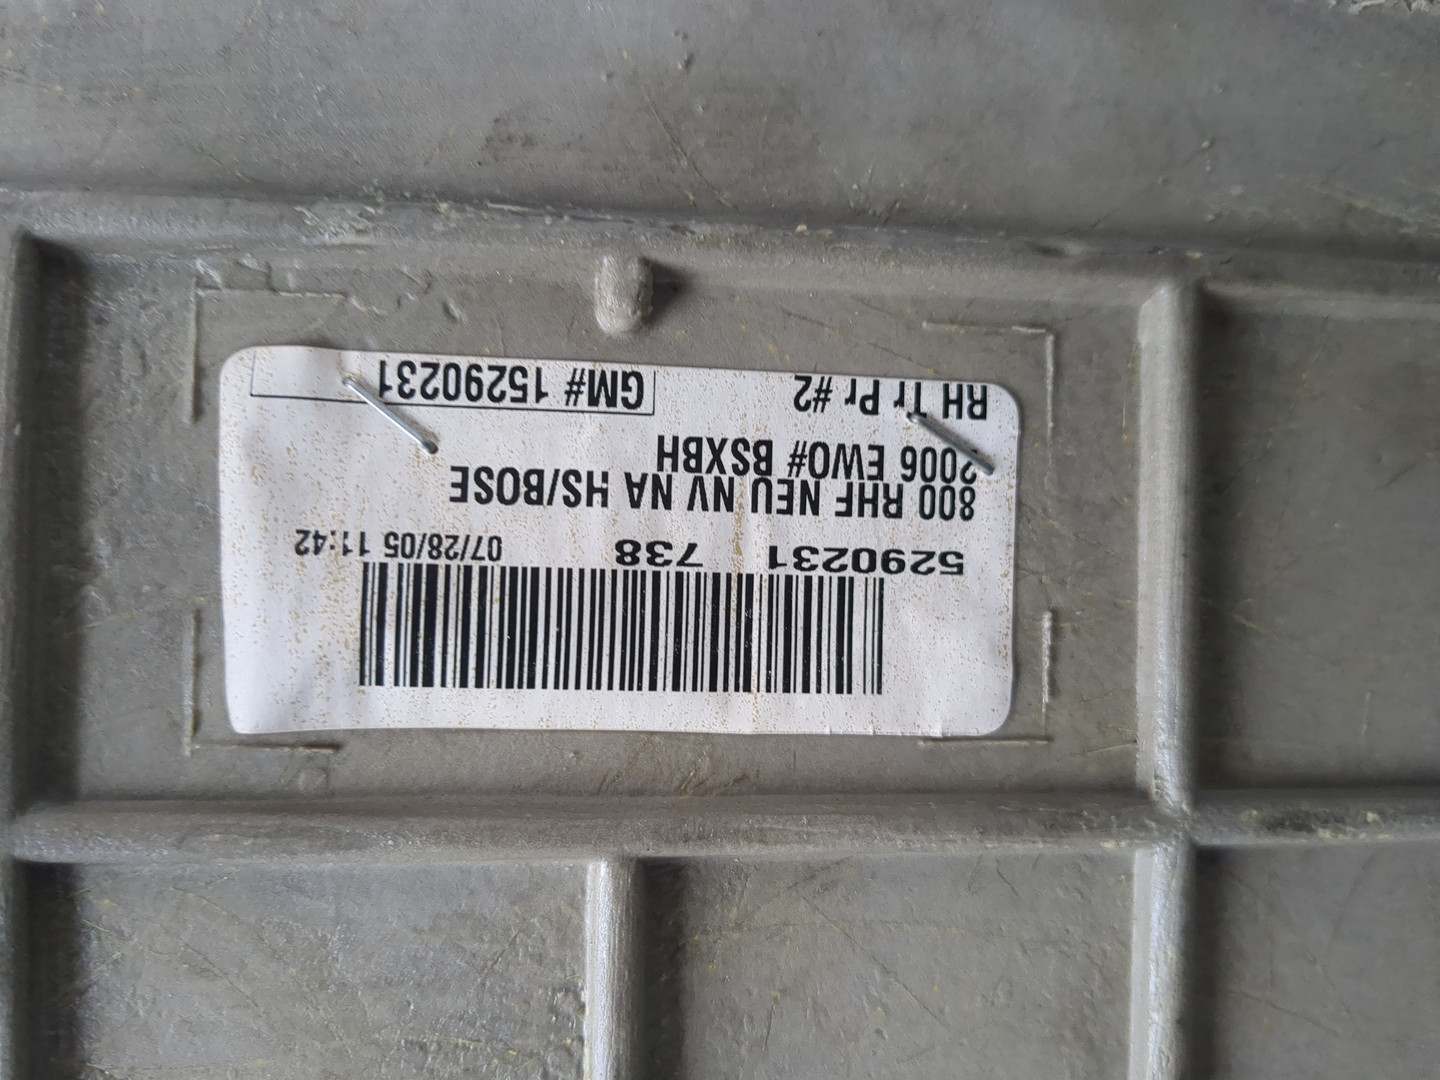 5290231 738 07/28/05 11:42
800 RHF NEU NV NA HS/BOSE
2006 EWO# BSXBH
RH Tr Pr #2 GM# 15290231